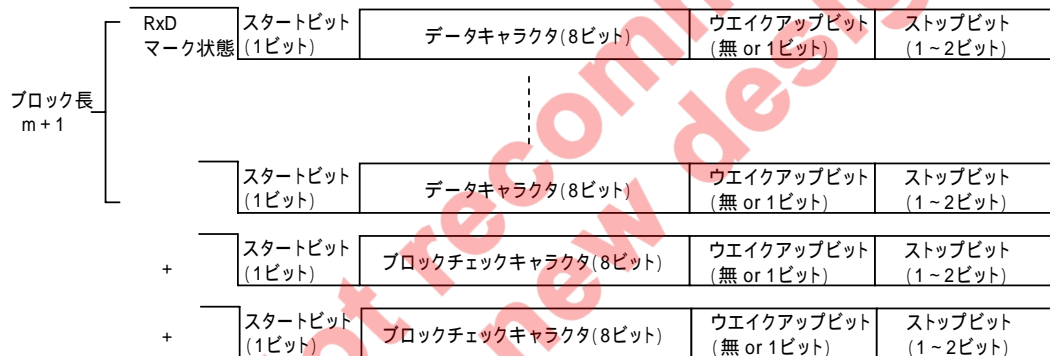 RxD
マーク状態
スタートビット
(1ビット)
データキャラクタ(8ビット)
ウエイクアップビット
(無 or 1ビット)
ストップビット
(1~2ビット)
ブロック長
m+1
スタートビット
(1ビット)
データキャラクタ(8ビット)
ウエイクアップビット
(無 or 1ビット)
ストップビット
(1~2ビット)
+
スタートビット
(1ビット)
ブロックチェックキャラクタ(8ビット)
ウエイクアップビット
(無 or 1ビット)
ストップビット
(1~2ビット)
+
スタートビット
(1ビット)
ブロックチェックキャラクタ(8ビット)
ウエイクアップビット
(無 or 1ビット)
ストップビット
(1~2ビット)